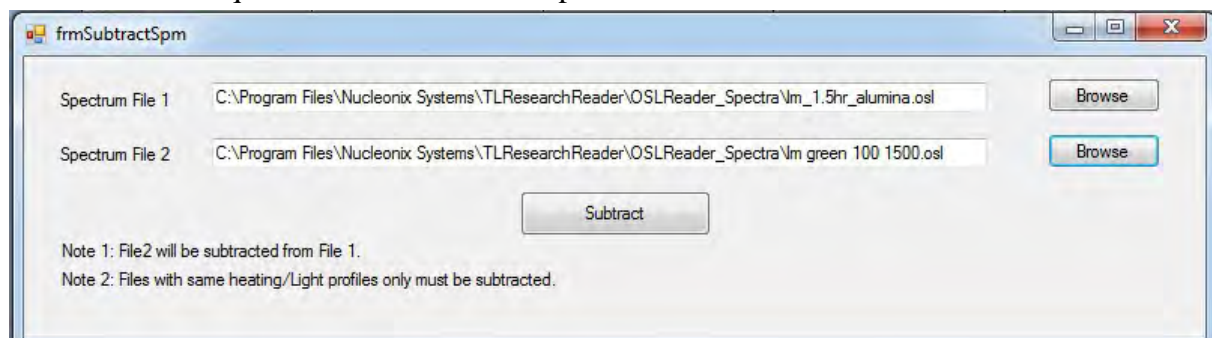 frmSubtractSpm
Spectrum File 1 C:\Program Files\Nucleonix Systems\TLResearchReader\OSLReader_Spectra\lm_1.5hr_alumina.osl Browse
Spectrum File 2 C:\Program Files\Nucleonix Systems\TLResearchReader\OSLReader_Spectra\lm green 100 1500.osl Browse
Subtract
Note 1: File2 will be subtracted from File 1.
Note 2: Files with same heating/Light profiles only must be subtracted.